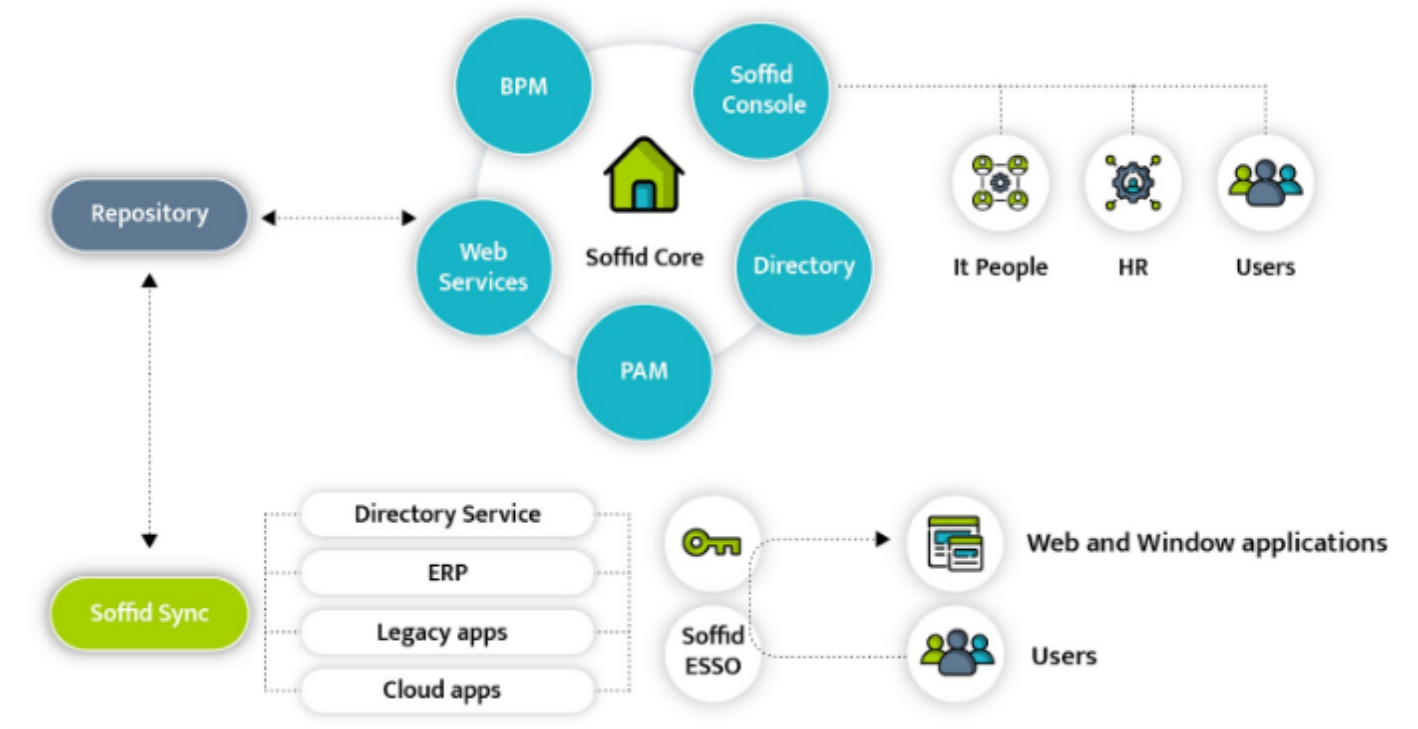 BPM
Soffid
Console
Repository
Web
Services
Soffid Core
Directory
It People
HR
Users
PAM
Directory Service
ERP
Legacy apps
Cloud apps
Soffid Sync
Soffid
ESSO
Web and Window applications
Users